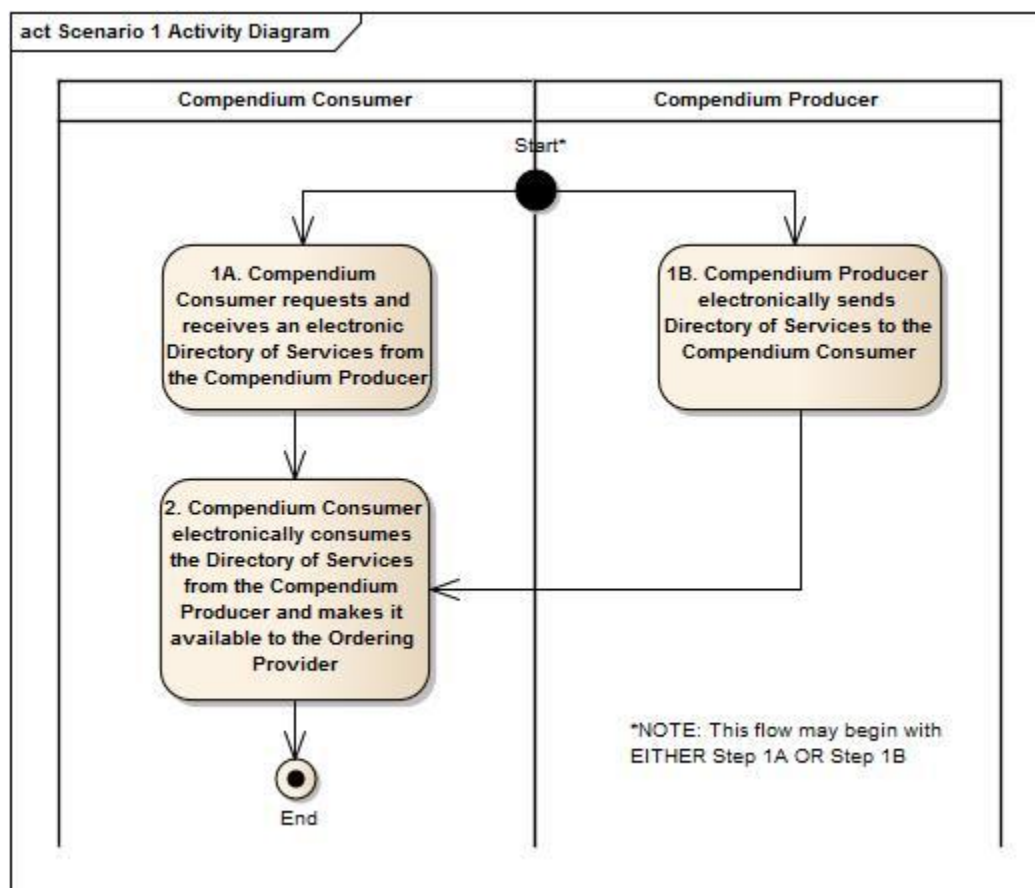 act Scenario 1 Activity Diagram
Compendium Consumer
Compendium Producer
Start*
1A. Compendium
Consumer requests and
receives an electronic
Directory of Services from
the Compendium Producer
1B. Compendium Producer
electronically sends
Directory of Services to the
Compendium Consumer
2. Compendium Consumer
electronically consumes
the Directory of Services
from the Compendium
Producer and makes it
available to the Ordering
Provider
*NOTE: This flow may begin with
EITHER Step 1A OR Step 1B
End